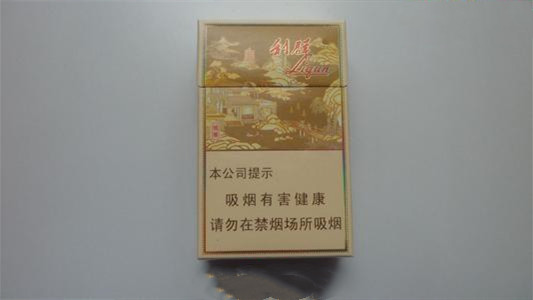 利群
Liqun
本公司提示
吸烟有害健康
请勿在禁烟场所吸烟